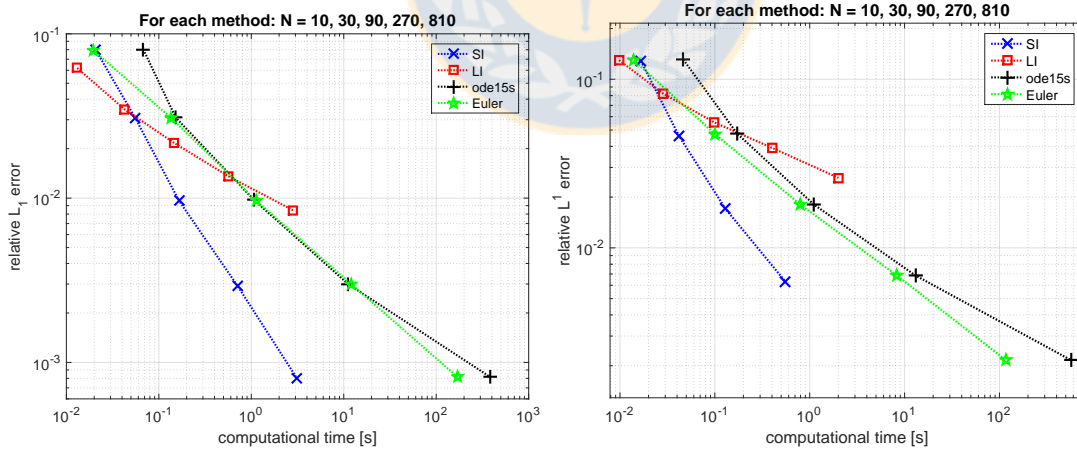 For each method: N = 10, 30, 90, 270, 810
10^-1
10^-2
10^-3
relative L_1 error
SI
LI
ode15s
Euler
10^-2
10^-1
10^0
10^1
10^2
10^3
computational time [s]
For each method: N = 10, 30, 90, 270, 810
10^-1
10^-2
relative L^1 error
SI
LI
ode15s
Euler
10^-2
10^-1
10^0
10^1
10^2
computational time [s]